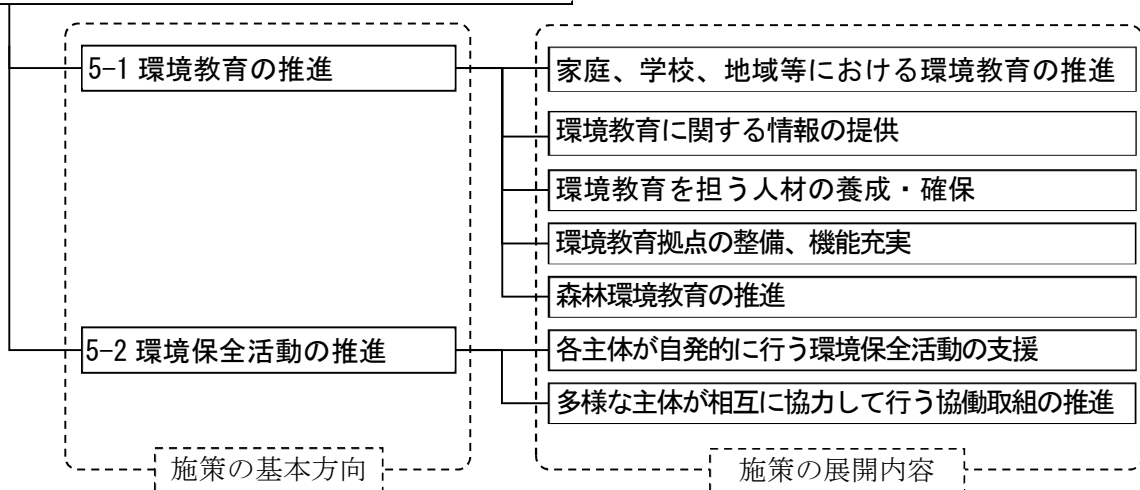 5-1 環境教育の推進
家庭、学校、地域等における環境教育の推進
環境教育に関する情報の提供
環境教育を担う人材の養成・確保
環境教育拠点の整備、機能充実
森林環境教育の推進
5-2 環境保全活動の推進
各主体が自発的に行う環境保全活動の支援
多様な主体が相互に協力して行う協働取組の推進
施策の基本方向
施策の展開内容